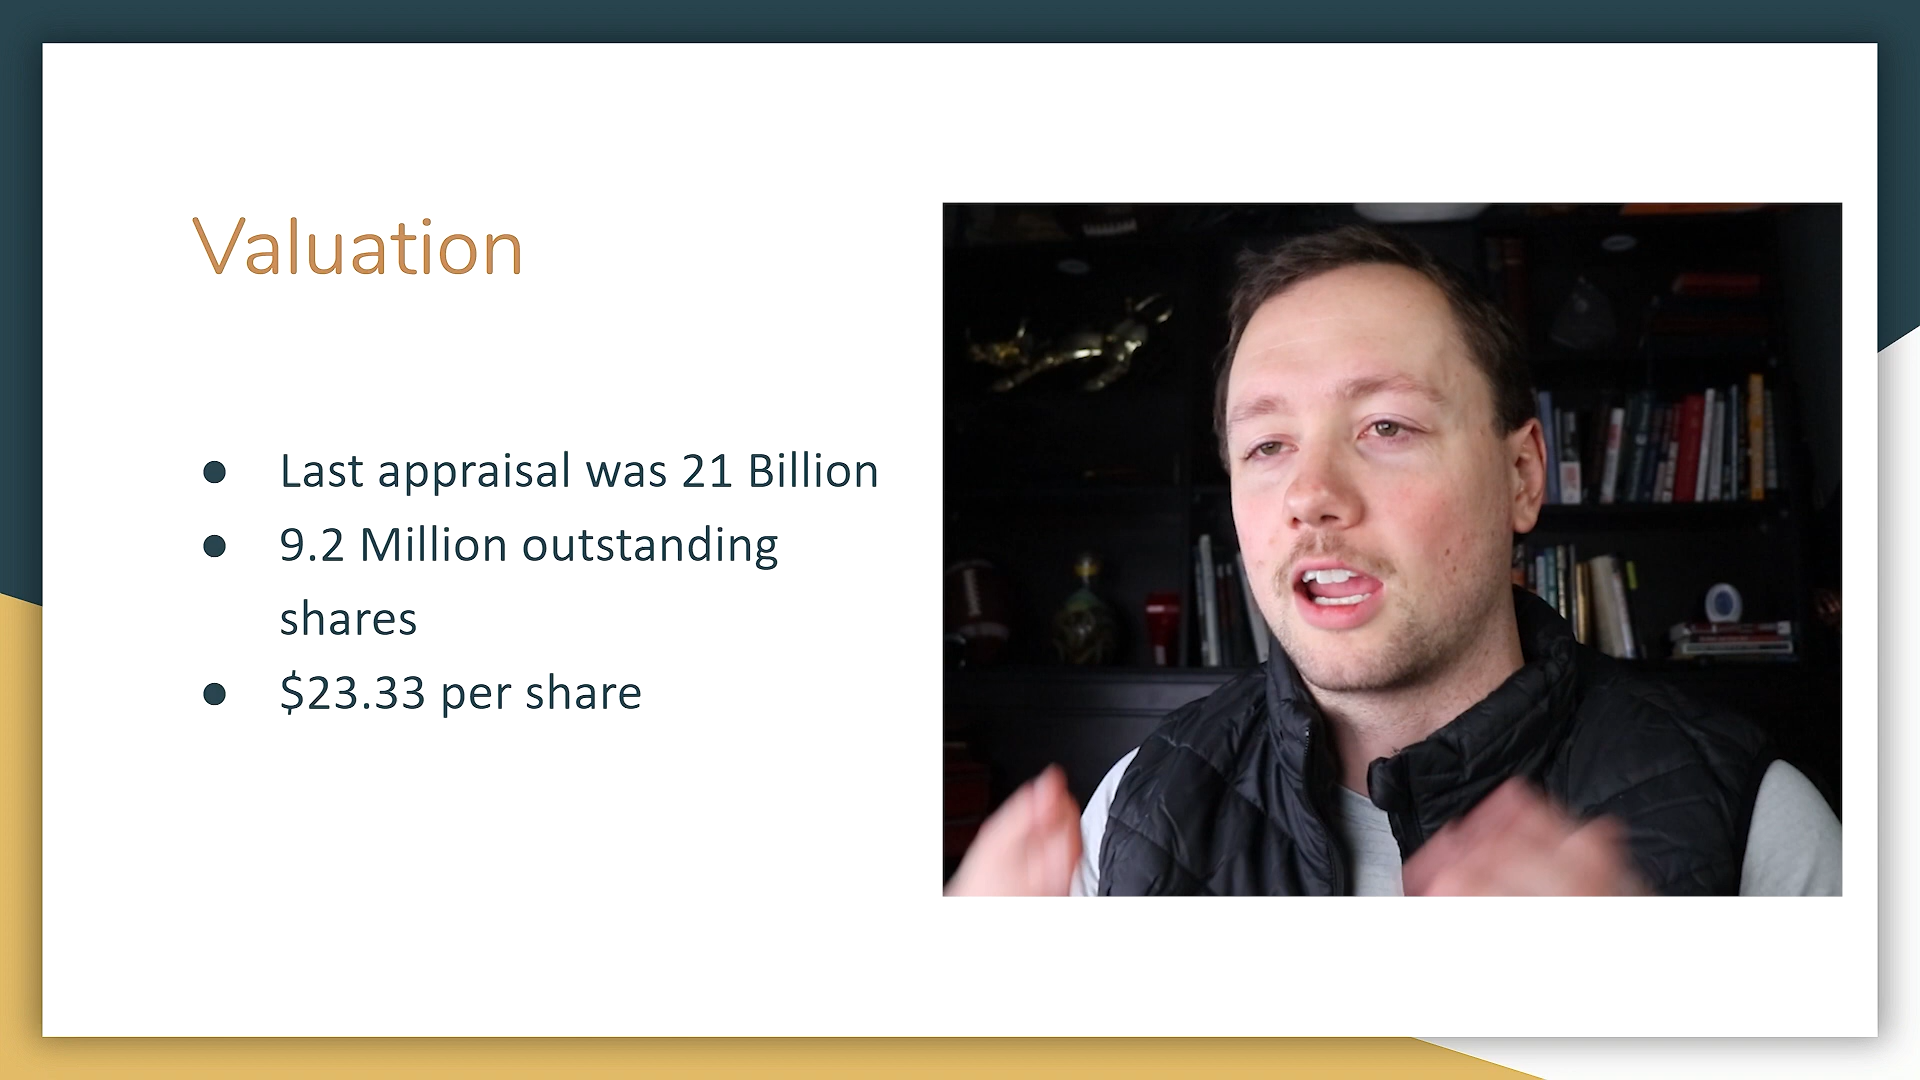 Valuation
● Last appraisal was 21 Billion
● 9.2 Million outstanding
shares
● $23.33 per share